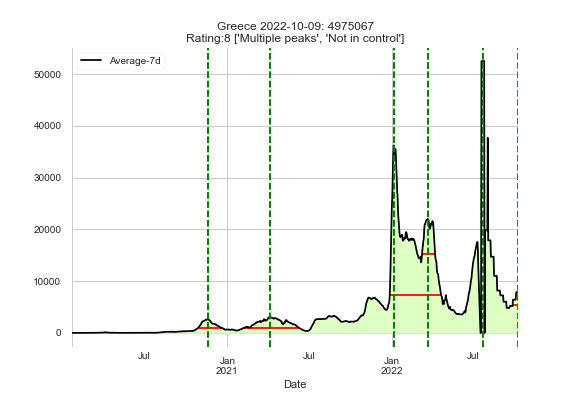 Greece 2022-10-09: 4975067
Rating:8 ['Multiple peaks', 'Not in control']
Average-7d
50000
40000
30000
20000
10000
0
Jul
Jan
2021
Jul
Jan
2022
Jul
Date